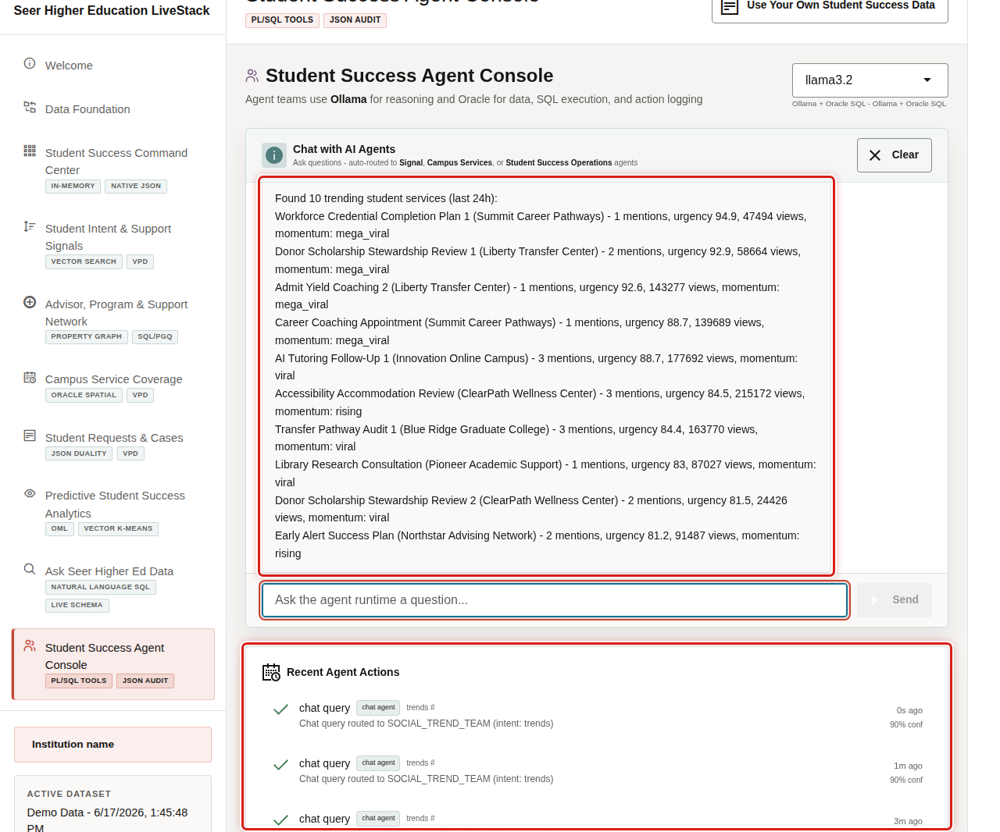 Seer Higher Education LiveStack
Welcome
Data Foundation
Student Success Command
Center
IN-MEMORY NATIVE JSON
Student Intent & Support
Signals
VECTOR SEARCH VPD
Advisor, Program & Support
Network
PROPERTY GRAPH SQL/PGQ
Campus Service Coverage
ORACLE SPATIAL VPD
Student Requests & Cases
JSON DUALITY VPD
Predictive Student Success
Analytics
OML VECTOR K-MEANS
Ask Seer Higher Ed Data
NATURAL LANGUAGE SQL
LIVE SCHEMA
Student Success Agent
Console
PL/SQL TOOLS JSON AUDIT
Institution name
ACTIVE DATASET
Demo Data - 6/17/2026, 1:45:48
PM
Student Success Agent Console
PL/SQL TOOLS JSON AUDIT
Use Your Own Student Success Data
Student Success Agent Console
Agent teams use Ollama for reasoning and Oracle for data, SQL execution, and action logging
llama3.2
Ollama + Oracle SQL - Ollama + Oracle SQL
Chat with AI Agents
Ask questions - auto-routed to Signal, Campus Services, or Student Success Operations agents
Clear
Found 10 trending student services (last 24h):
Workforce Credential Completion Plan 1 (Summit Career Pathways) - 1 mentions, urgency 94.9, 47494 views,
momentum: mega_viral
Donor Scholarship Stewardship Review 1 (Liberty Transfer Center) - 2 mentions, urgency 92.9, 58664 views,
momentum: mega_viral
Admit Yield Coaching 2 (Liberty Transfer Center) - 1 mentions, urgency 92.6, 143277 views, momentum:
mega_viral
Career Coaching Appointment (Summit Career Pathways) - 1 mentions, urgency 88.7, 139689 views,
momentum: mega_viral
AI Tutoring Follow-Up 1 (Innovation Online Campus) - 3 mentions, urgency 88.7, 177692 views, momentum:
viral
Accessibility Accommodation Review (ClearPath Wellness Center) - 3 mentions, urgency 84.5, 215172 views,
momentum: rising
Transfer Pathway Audit 1 (Blue Ridge Graduate College) - 3 mentions, urgency 84.4, 163770 views,
momentum: viral
Library Research Consultation (Pioneer Academic Support) - 1 mentions, urgency 83, 87027 views, momentum:
viral
Donor Scholarship Stewardship Review 2 (ClearPath Wellness Center) - 2 mentions, urgency 81.5, 24426
views, momentum: viral
Early Alert Success Plan (Northstar Advising Network) - 2 mentions, urgency 81.2, 91487 views, momentum:
rising
Ask the agent runtime a question...
Send
Recent Agent Actions
chat query chat agent trends # 0s ago
Chat query routed to SOCIAL_TREND_TEAM (intent: trends) 90% conf
chat query chat agent trends # 1m ago
Chat query routed to SOCIAL_TREND_TEAM (intent: trends) 90% conf
chat query chat agent trends # 3m ago